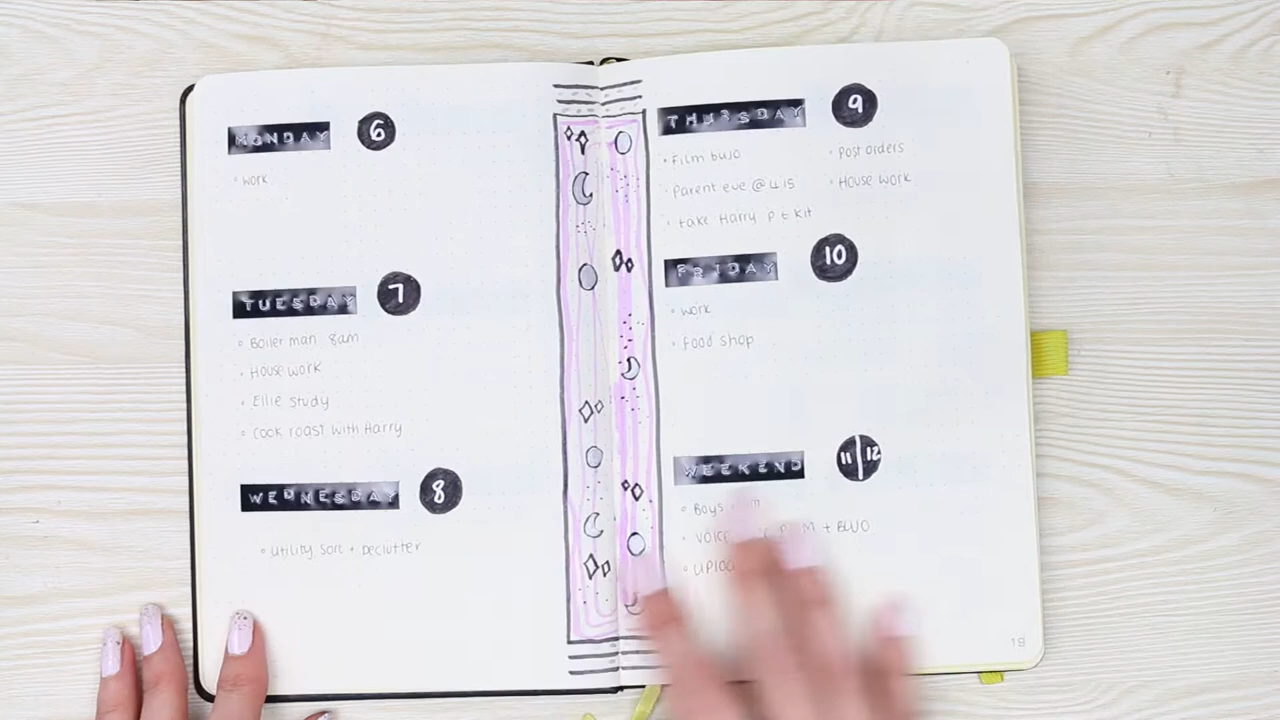 MONDAY 6
work
TUESDAY 7
Boiler man 8am
House work
Ellie study
cook roast with Harry
WEDNESDAY 8
utility sort + declutter
THURSDAY 9
Film bujo
Post orders
Parent eve @ 4 15
House work
take Harry P t kit
FRIDAY 10
work
food shop
WEEKEND 11 12
Boys
+ BUJO
19